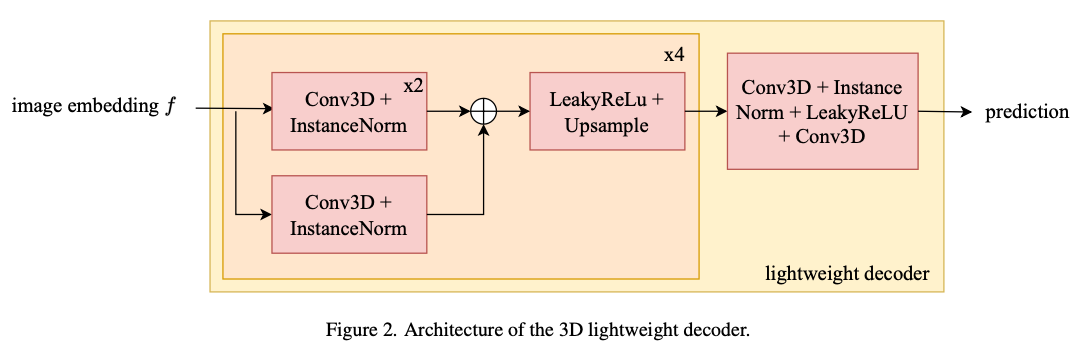 x4
x2
Conv3D +
InstanceNorm
LeakyReLu +
Upsample
Conv3D + Instance
Norm + LeakyReLU
+ Conv3D
image embedding f
prediction
Conv3D +
InstanceNorm
lightweight decoder
Figure 2. Architecture of the 3D lightweight decoder.